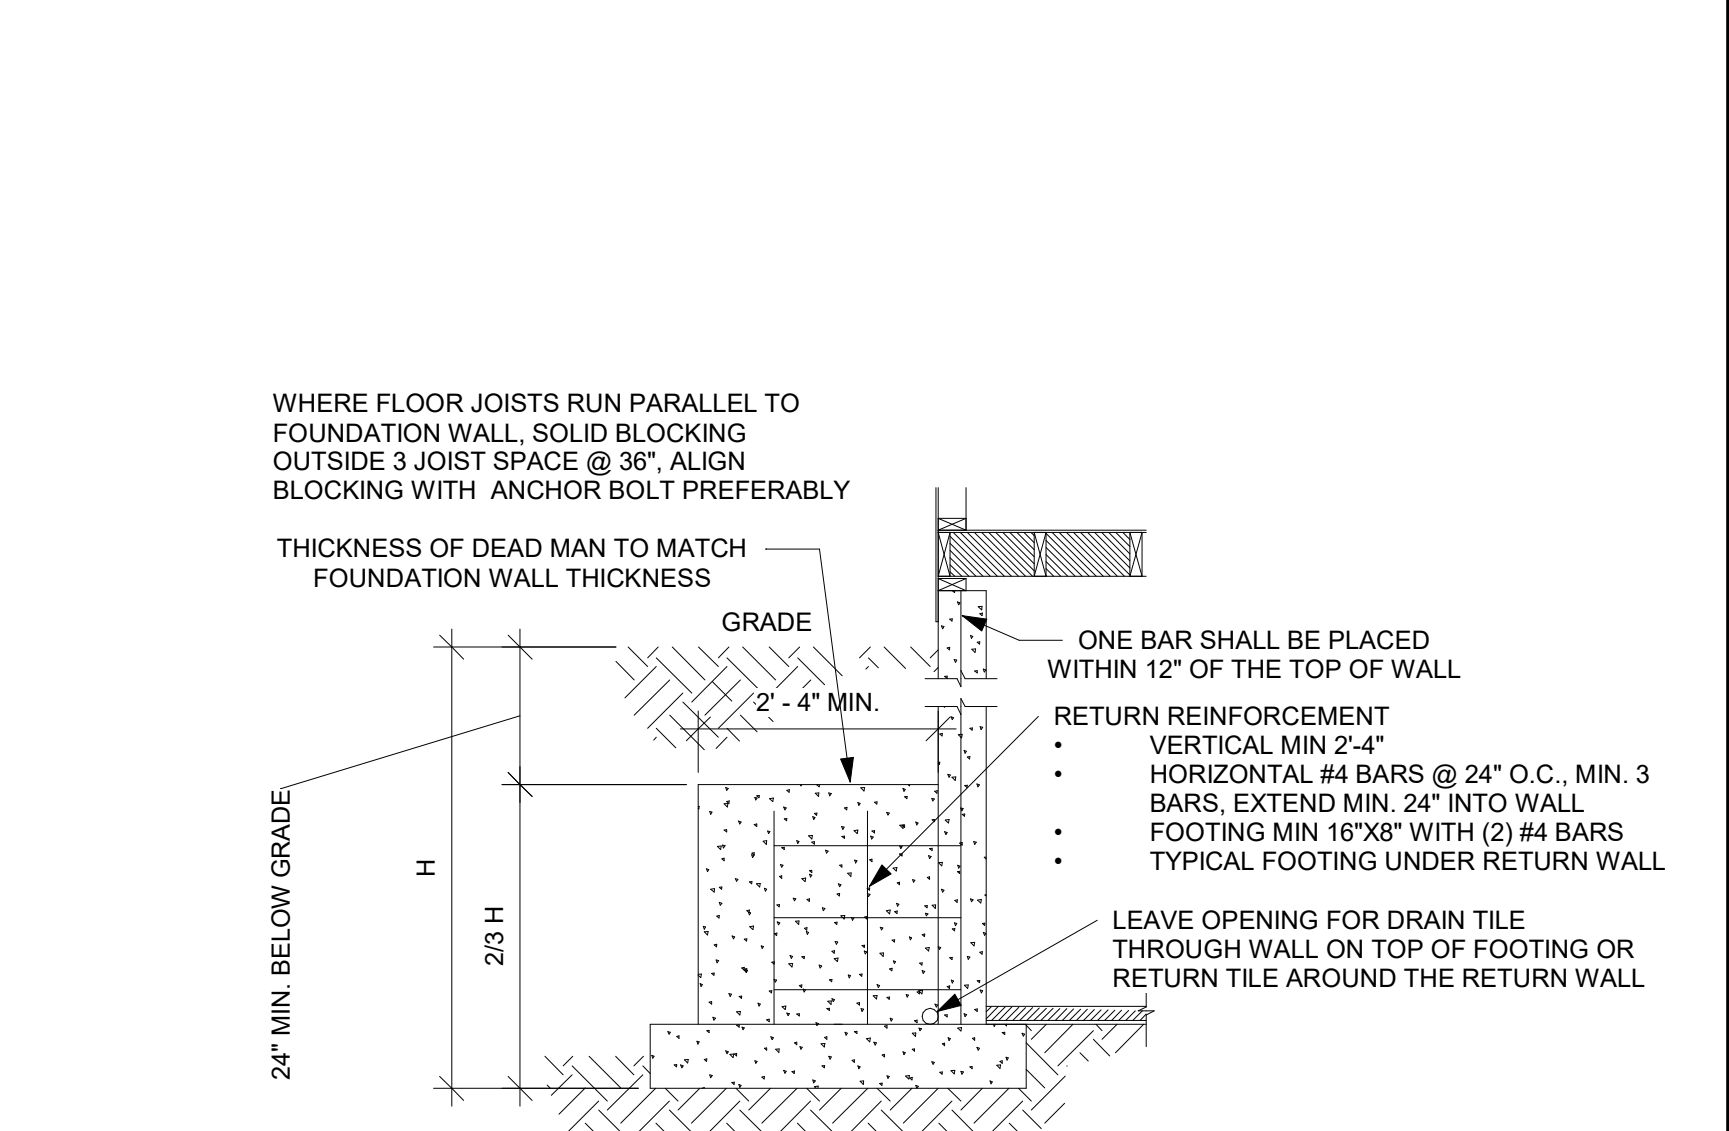 WHERE FLOOR JOISTS RUN PARALLEL TO
FOUNDATION WALL, SOLID BLOCKING
OUTSIDE 3 JOIST SPACE @ 36", ALIGN
BLOCKING WITH ANCHOR BOLT PREFERABLY
THICKNESS OF DEAD MAN TO MATCH
FOUNDATION WALL THICKNESS
GRADE
ONE BAR SHALL BE PLACED
WITHIN 12" OF THE TOP OF WALL
2' - 4" MIN.
RETURN REINFORCEMENT
• VERTICAL MIN 2'-4"
• HORIZONTAL #4 BARS @ 24" O.C., MIN. 3
BARS, EXTEND MIN. 24" INTO WALL
• FOOTING MIN 16"X8" WITH (2) #4 BARS
• TYPICAL FOOTING UNDER RETURN WALL
24" MIN. BELOW GRADE
H
2/3 H
LEAVE OPENING FOR DRAIN TILE
THROUGH WALL ON TOP OF FOOTING OR
RETURN TILE AROUND THE RETURN WALL